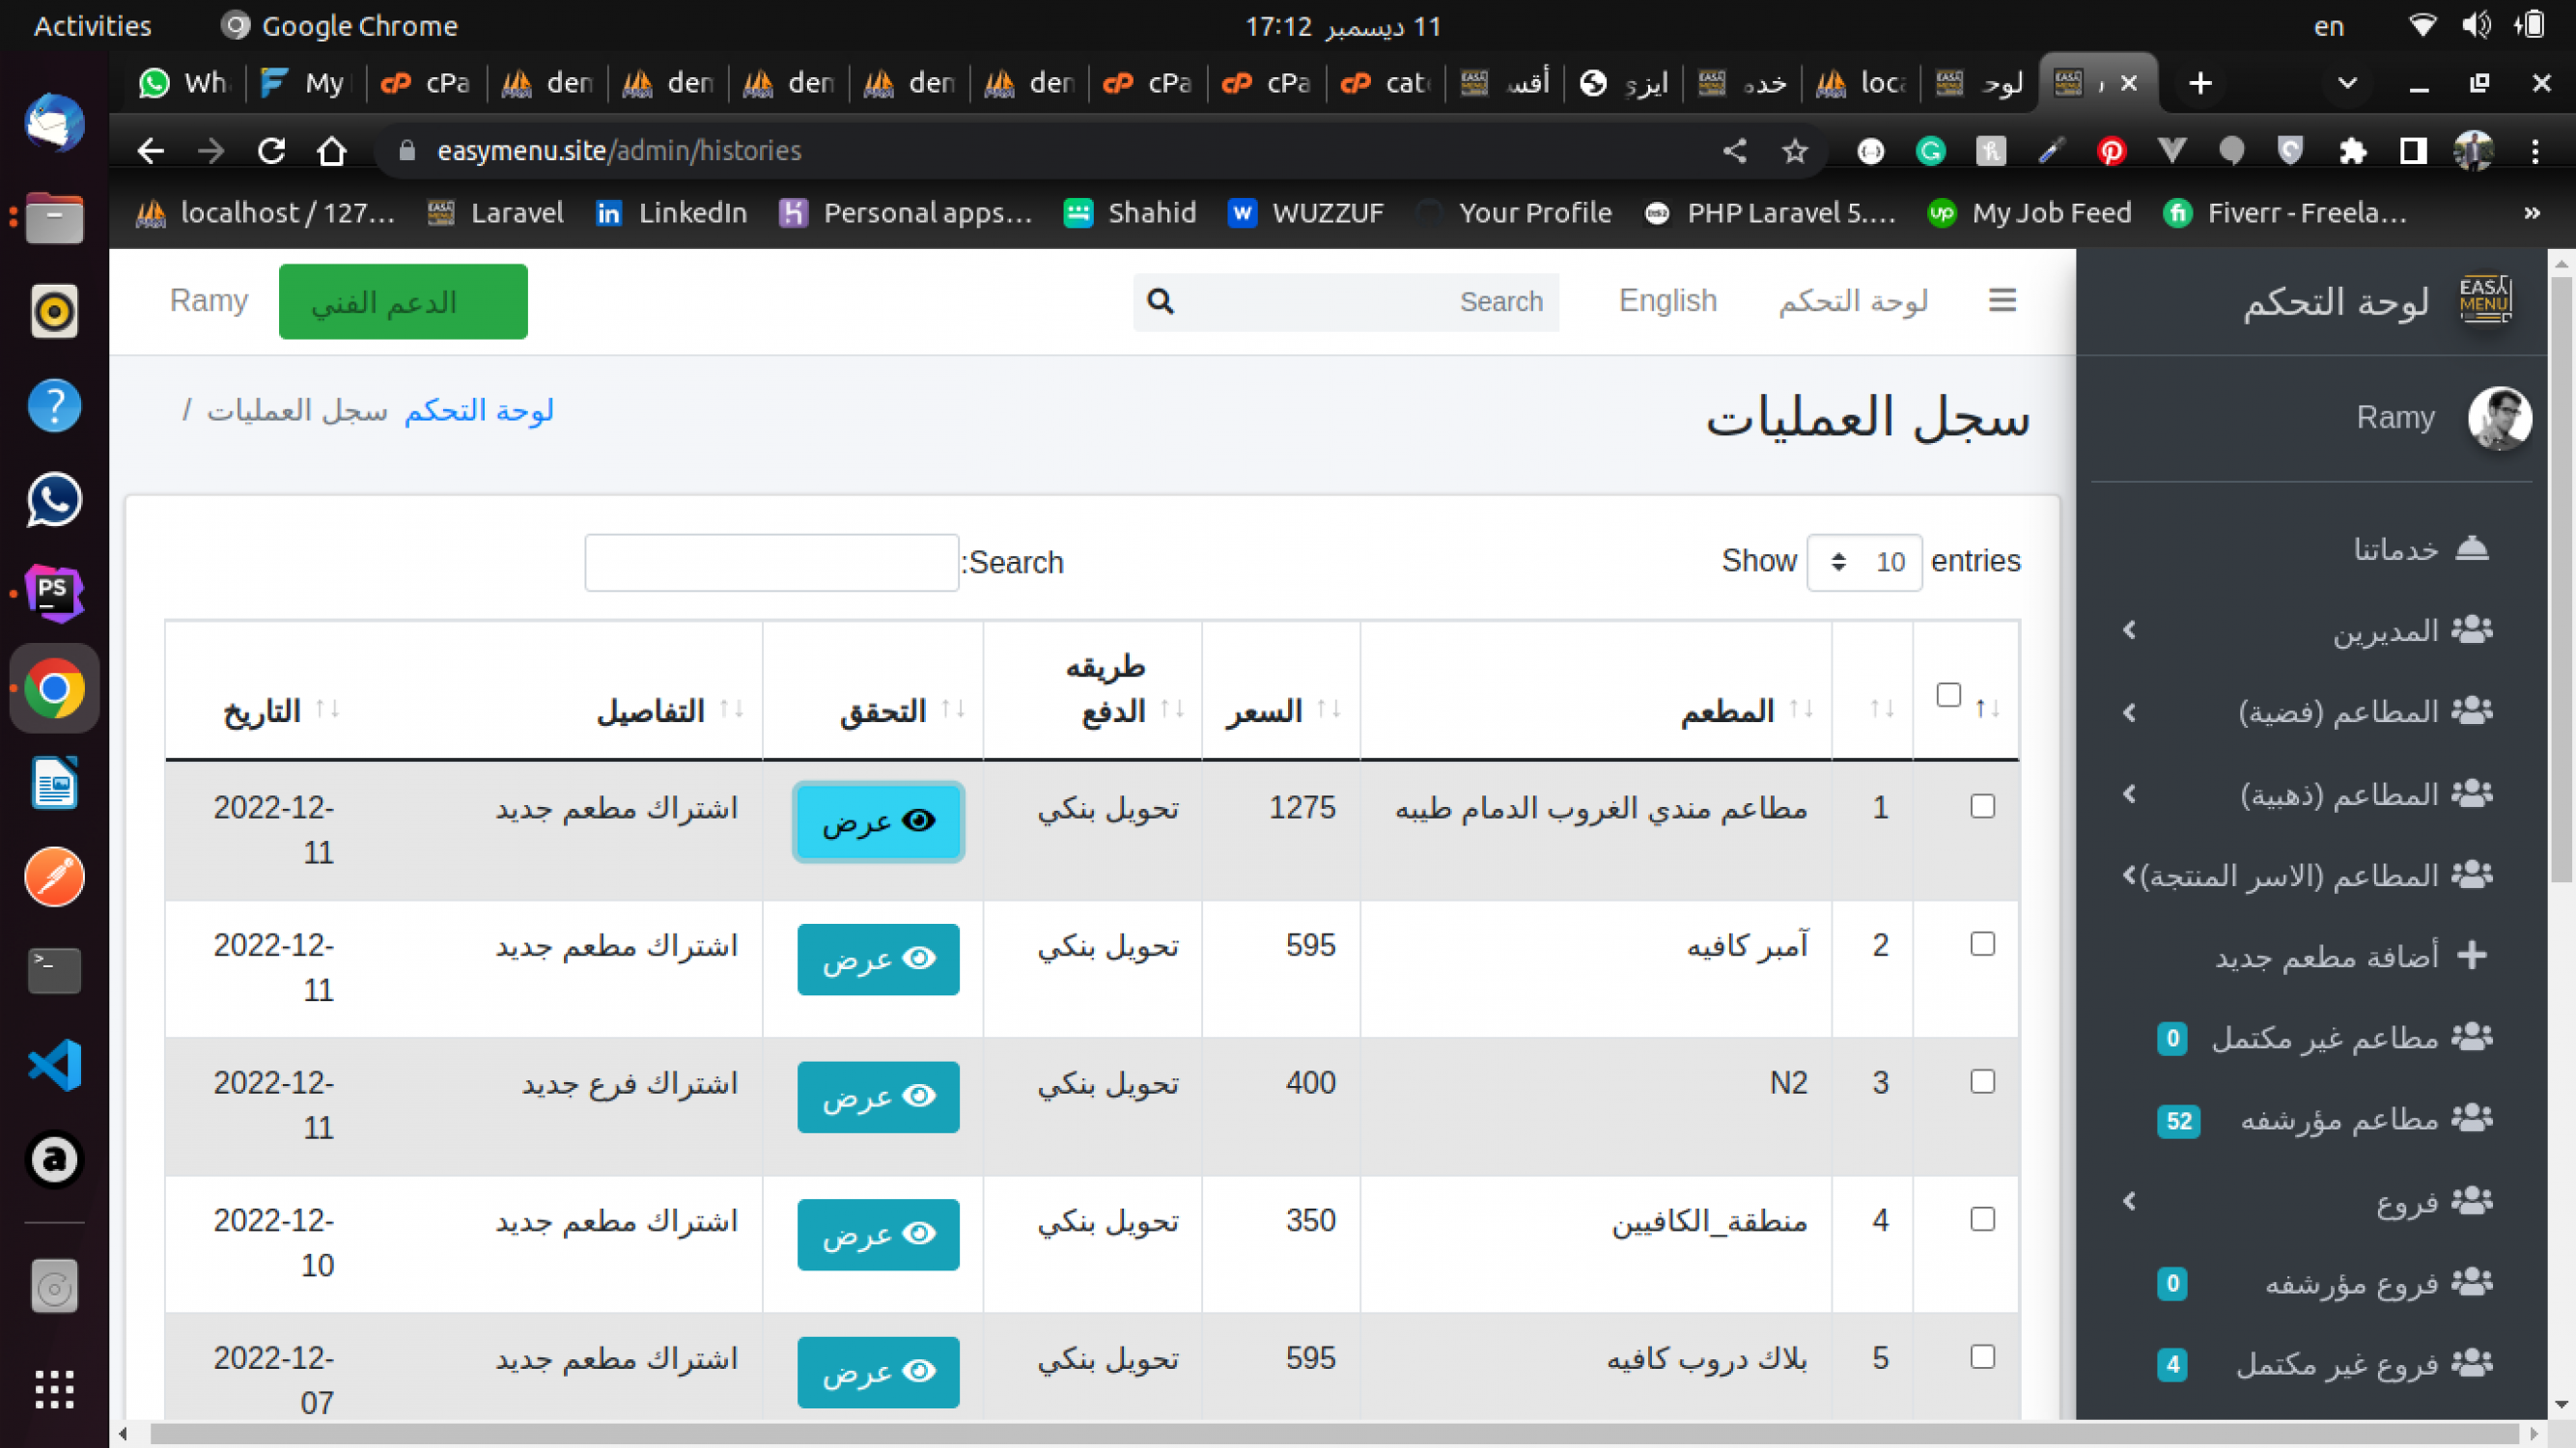 Activities
Google Chrome
11 ديسمبر 17:12
en
Wh
My
cPa
den
den
den
den
den
cPa
cPa
cat
أقس
ايزي
خده
loca
لوح
easymenu.site/admin/histories
localhost / 127...
Laravel
LinkedIn
Personal apps...
Shahid
WUZZUF
Your Profile
PHP Laravel 5....
My Job Feed
Fiverr - Freela...
»
لوحة التحكم
EASY MENU
لوحة التحكم
English
Search
الدعم الفني
Ramy
Ramy
سجل العمليات
لوحة التحكم سجل العمليات /
خدماتنا
المديرين
المطاعم (فضية)
المطاعم (ذهبية)
المطاعم (الاسر المنتجة)
أضافة مطعم جديد
مطاعم غير مكتمل 0
مطاعم مؤرشفه 52
فروع
فروع مؤرشفه 0
فروع غير مكتمل 4
Show 10 entries
Search:
المطعم السعر طريقه الدفع التحقق التفاصيل التاريخ
1 مطاعم مندي الغروب الدمام طيبه 1275 تحويل بنكي عرض اشتراك مطعم جديد 2022-12-11
2 آمبر كافيه 595 تحويل بنكي عرض اشتراك مطعم جديد 2022-12-11
3 N2 400 تحويل بنكي عرض اشتراك فرع جديد 2022-12-11
4 منطقة_الكافيين 350 تحويل بنكي عرض اشتراك مطعم جديد 2022-12-10
5 بلاك دروب كافيه 595 تحويل بنكي عرض اشتراك مطعم جديد 2022-12-07